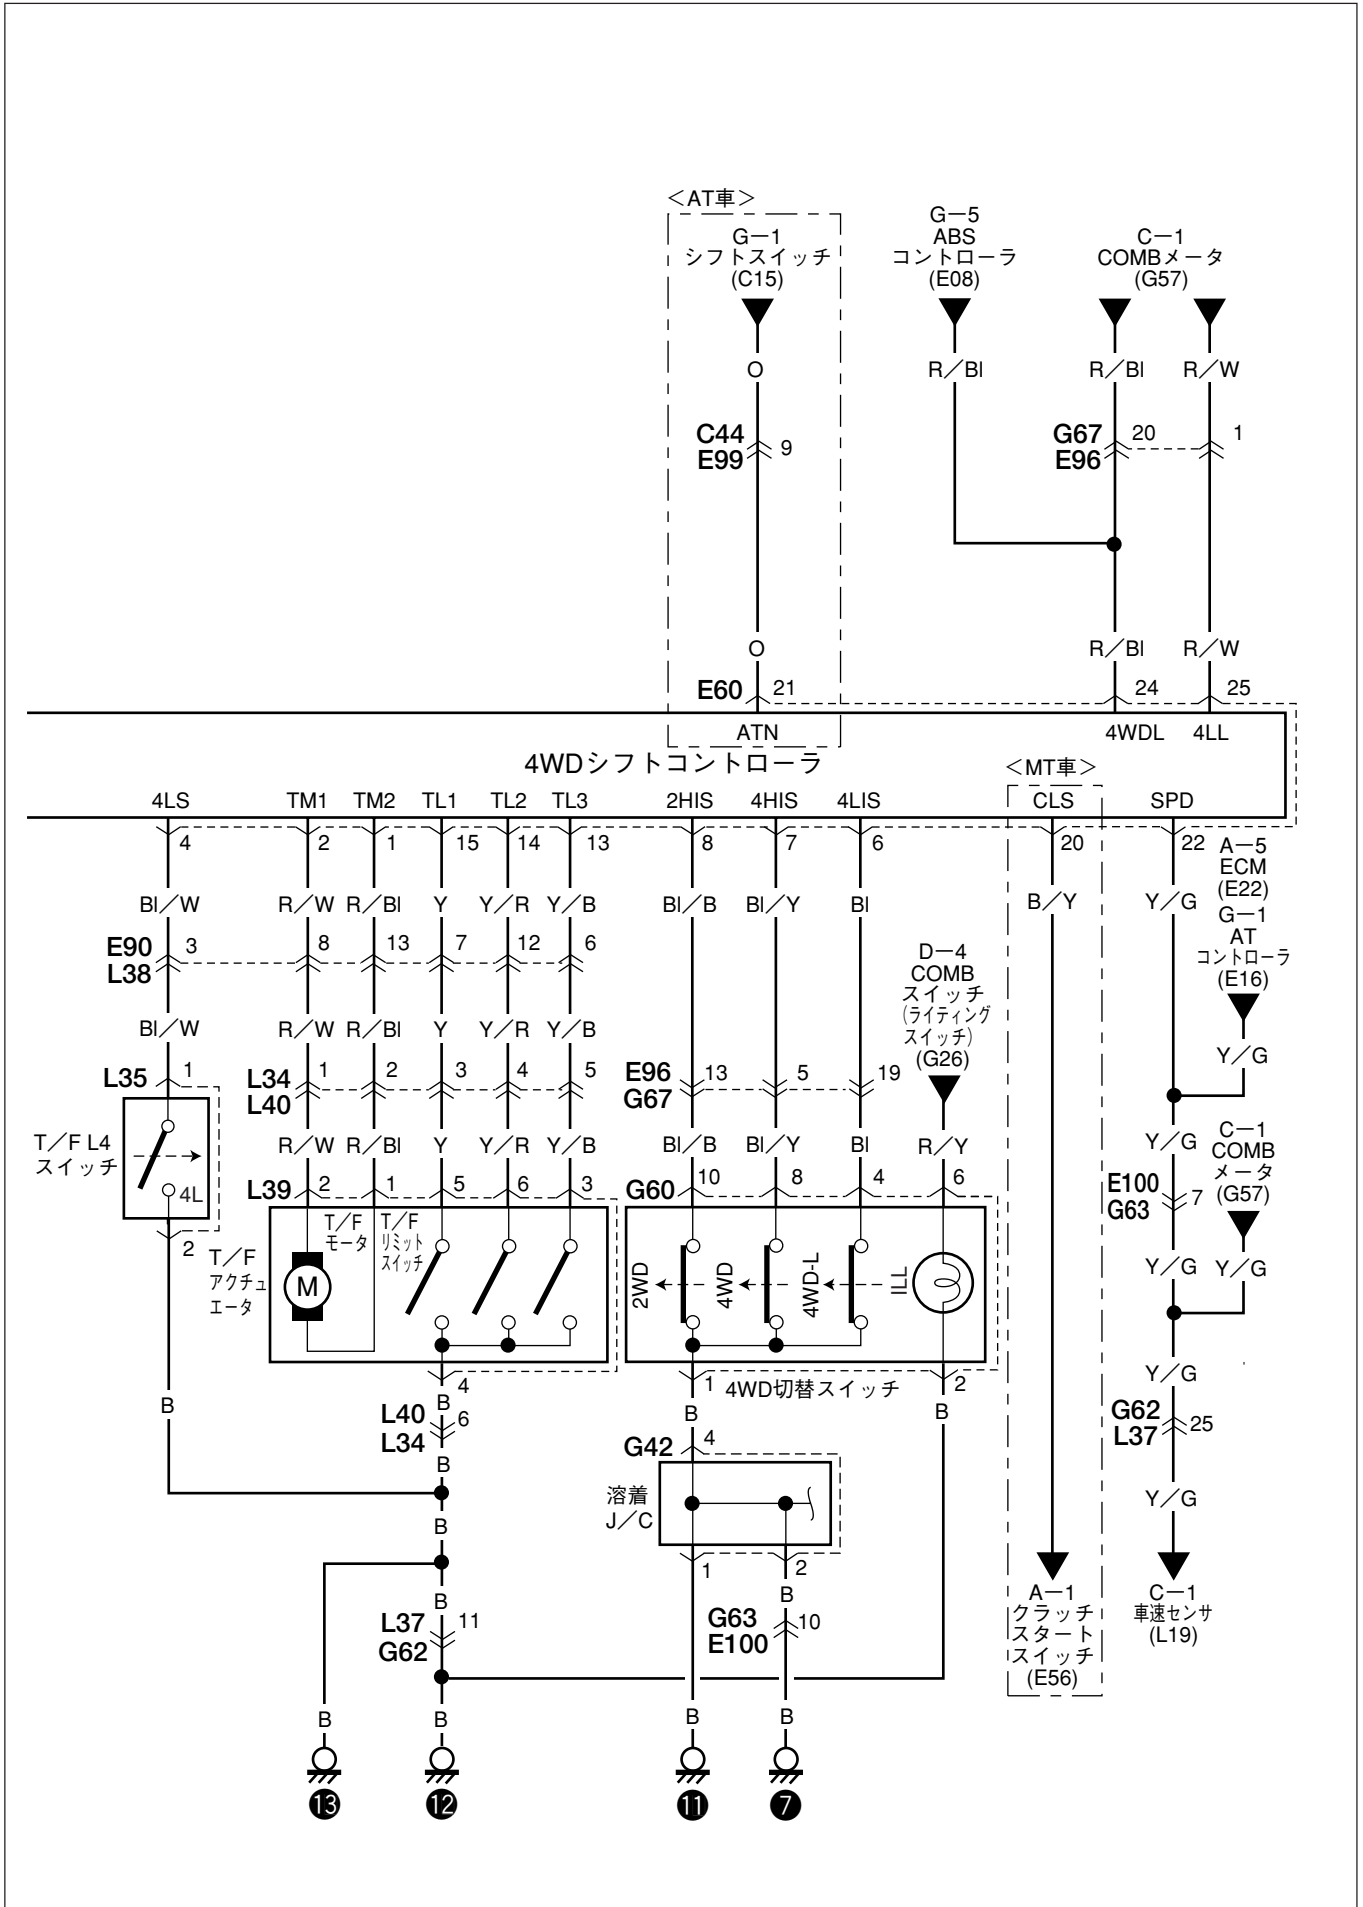 ＜AT車＞
G－1
シフトスイッチ
(C15)
G－5
ABS
コントローラ
(E08)
C－1
COMBメータ
(G57)
O
R／Bl
R／Bl
R／W
C44
E99
9
G67
E96
20
1
O
R／Bl
R／W
E60
21
24
25
ATN
4WDL
4LL
4WDシフトコントローラ
＜MT車＞
4LS
TM1
TM2
TL1
TL2
TL3
2HIS
4HIS
4LIS
CLS
SPD
4
2
1
15
14
13
8
7
6
20
22
A－5
ECM
(E22)
Bl／W
R／W
R／Bl
Y
Y／R
Y／B
Bl／B
Bl／Y
Bl
B／Y
Y／G
G－1
AT
コントローラ
(E16)
E90
L38
3
8
13
7
12
6
D－4
COMB
スイッチ
(ライティング
スイッチ)
(G26)
Bl／W
R／W
R／Bl
Y
Y／R
Y／B
Y／G
L35
1
L34
L40
1
2
3
4
5
E96
G67
13
5
19
T／F L4
スイッチ
4L
2
R／W
R／Bl
Y
Y／R
Y／B
Bl／B
Bl／Y
Bl
R／Y
Y／G
C－1
COMB
メータ
(G57)
L39
2
1
5
6
3
G60
10
8
4
6
E100
G63
7
T／F
アクチュ
エータ
T／F
モータ
T／F
リミット
スイッチ
M
2WD
4WD
4WD-L
ILL
Y／G
Y／G
4
1
4WD切替スイッチ
2
Y／G
B
B
L40
L34
6
B
B
B
G42
4
溶着
J／C
G62
L37
25
Y／G
B
1
2
B
B
L37
G62
11
G63
E100
10
A－1
クラッチ
スタート
スイッチ
(E56)
C－1
車速センサ
(L19)
B
B
B
B
13
12
11
7